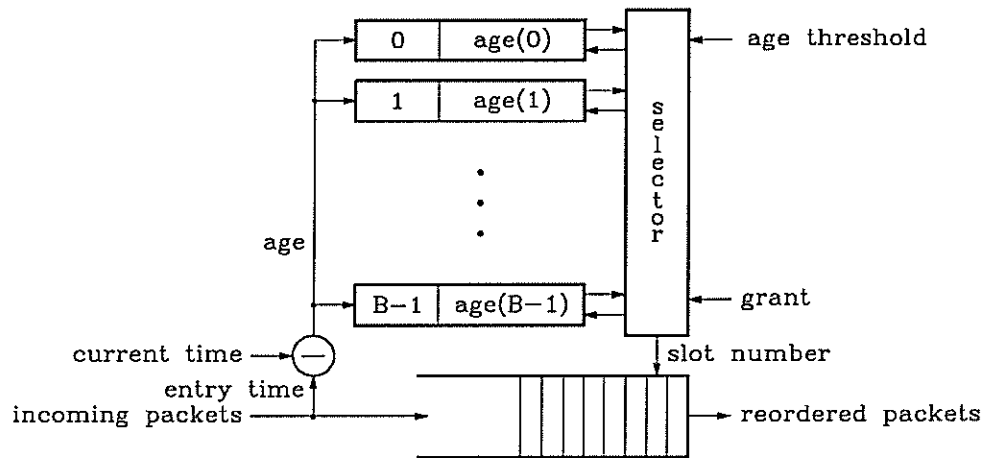 0 age(0)
age threshold
1 age(1)
selector
age
B-1 age(B-1)
grant
current time
−
slot number
entry time
incoming packets
reordered packets